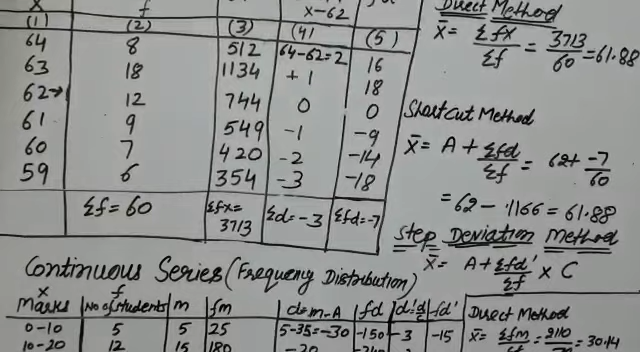 X f x-62
(1) (2) (3) (4) (5)
64 8 512 64-62=2 16
63 18 1134 +1 18
62→ 12 744 0 0
61 9 549 -1 -9
60 7 420 -2 -14
59 6 354 -3 -18
Σf=60 Σfx= 3713 Σd=-3 Σfd=-7
Direct Method
x̄ = Σfx/Σf = 3713/60 = 61.88
Shortcut Method
x̄ = A + Σfd/Σf = 62 + -7/60
= 62 - .1166 = 61.88
Step Deviation Method
x̄ = A + Σfd'/Σf × C
Continuous Series (Frequency Distribution)
X f
Marks No of students m fm d=m-A fd d'=d/c fd'
0-10 5 5 25 5-35=-30 -150 -3 -15
10-20 12 15 180 -20 -240
Direct Method
x̄ = Σfm/Σf = 2110/70 = 30.14